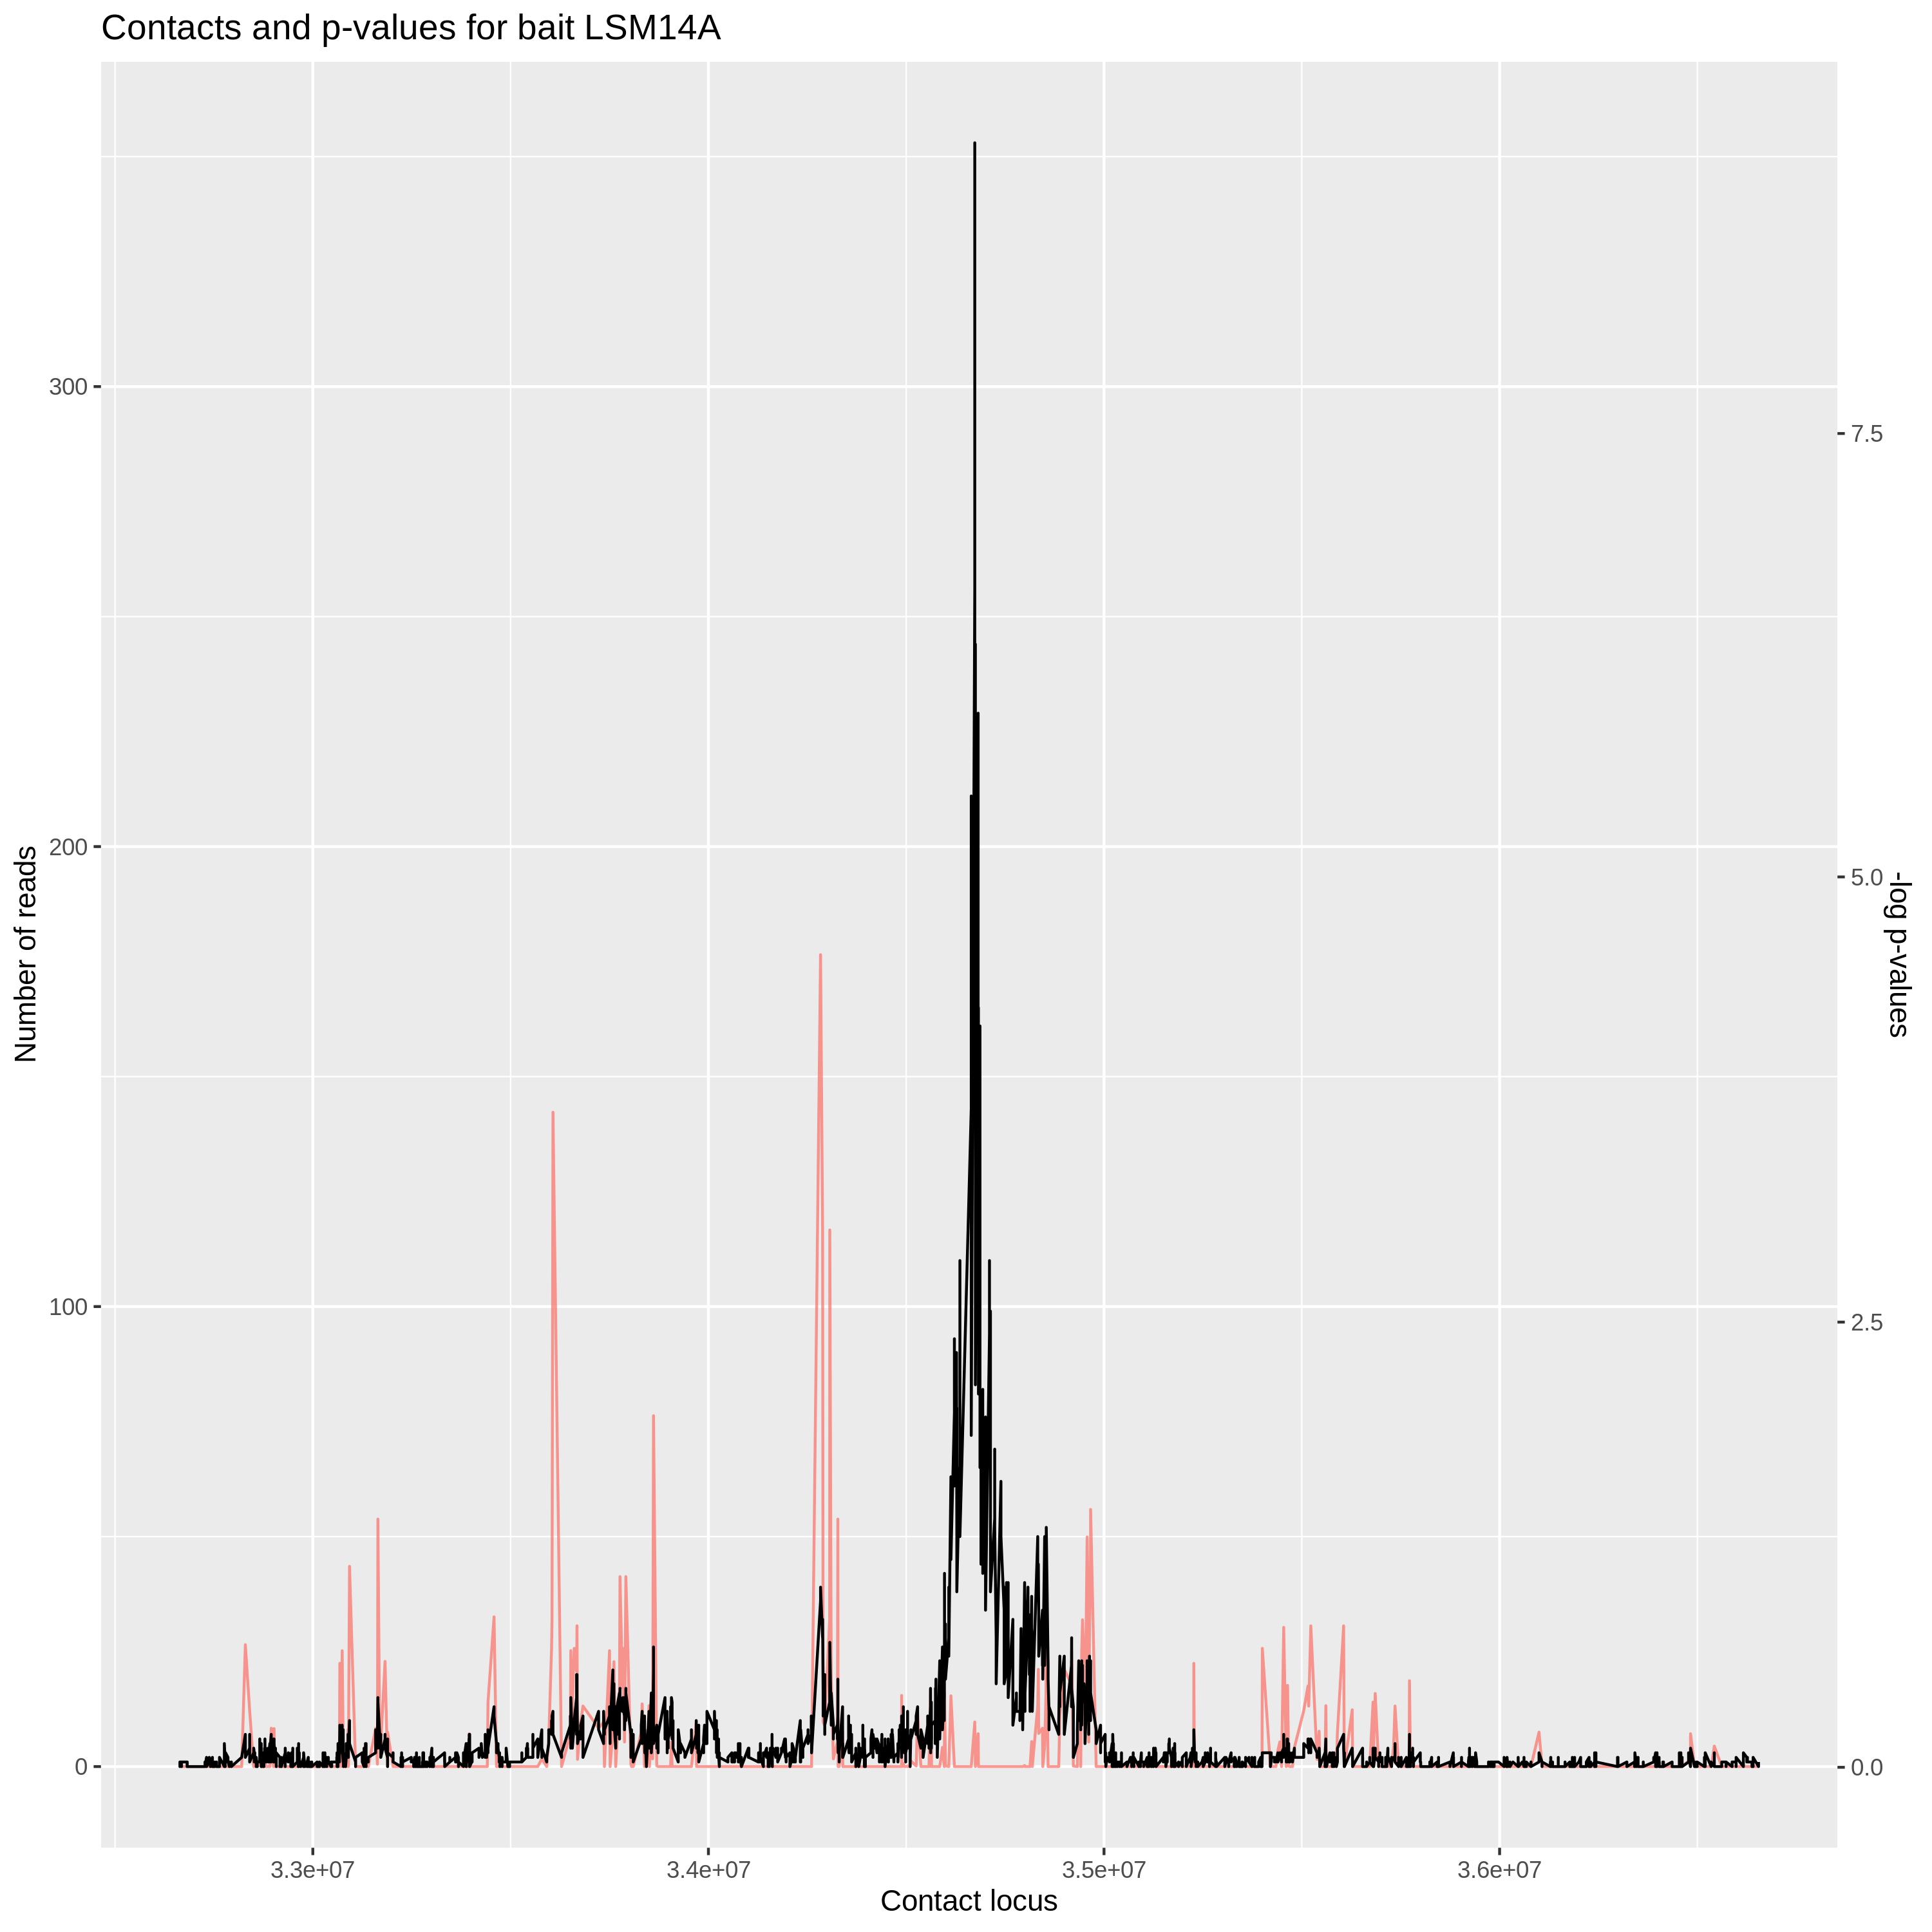 Contacts and p-values for bait LSM14A
300
200
100
0
Number of reads
7.5
5.0
2.5
0.0
-log p-values
3.3e+07
3.4e+07
3.5e+07
3.6e+07
Contact locus